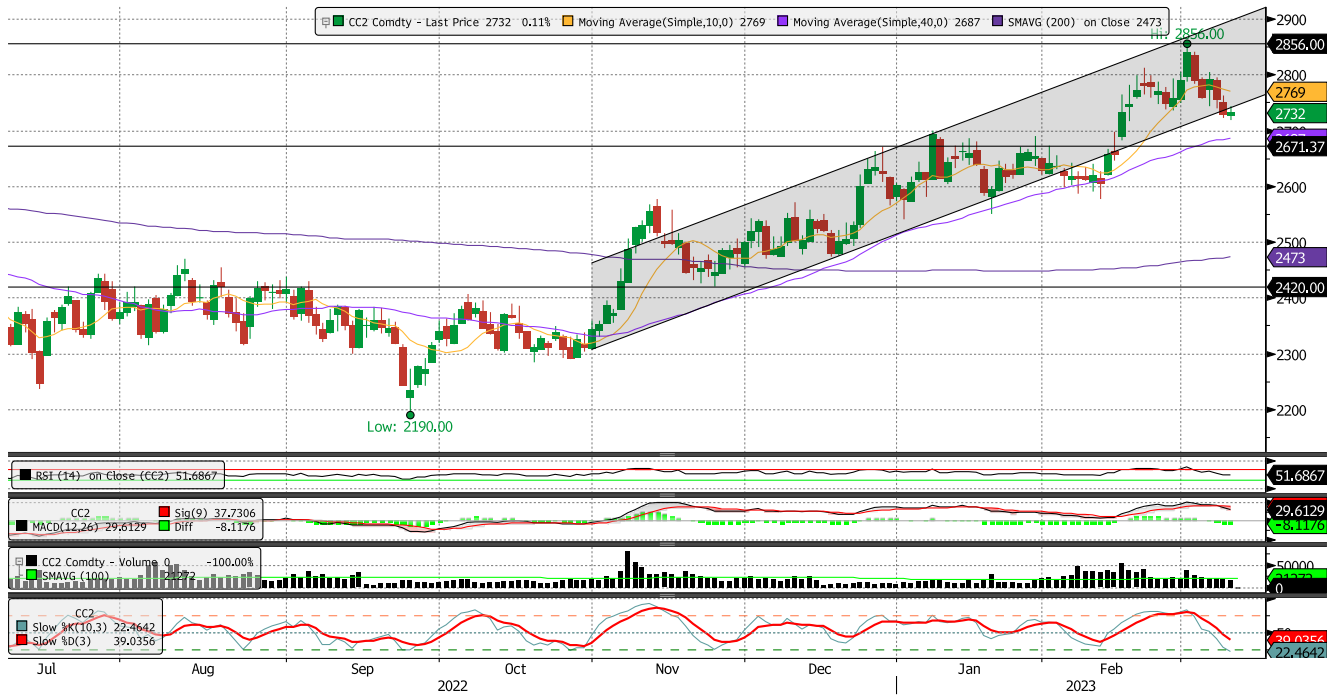 CC2 Comdty - Last Price 2732 0.11% Moving Average(Simple,10,0) 2769 Moving Average(Simple,40,0) 2687 SMAVG (200) on Close 2473
Hi: 2856.00
Low: 2190.00
2900
2856.00
2800
2769
2732
2671.37
2600
2500
2473
2420.00
2400
2300
2200
RSI (14) on Close (CC2) 51.6867
51.6867
CC2 Sig(9) 37.7306
MACD(12,26) 29.6129 Diff -8.1176
29.6129
-8.1176
CC2 Comdty - Volume 0 -100.00%
SMAVG (100) 21272
50000
21272
0
CC2
Slow %K(10,3) 22.4642
Slow %D(3) 39.0356
39.0356
22.4642
Jul Aug Sep Oct Nov Dec Jan Feb
2022 2023